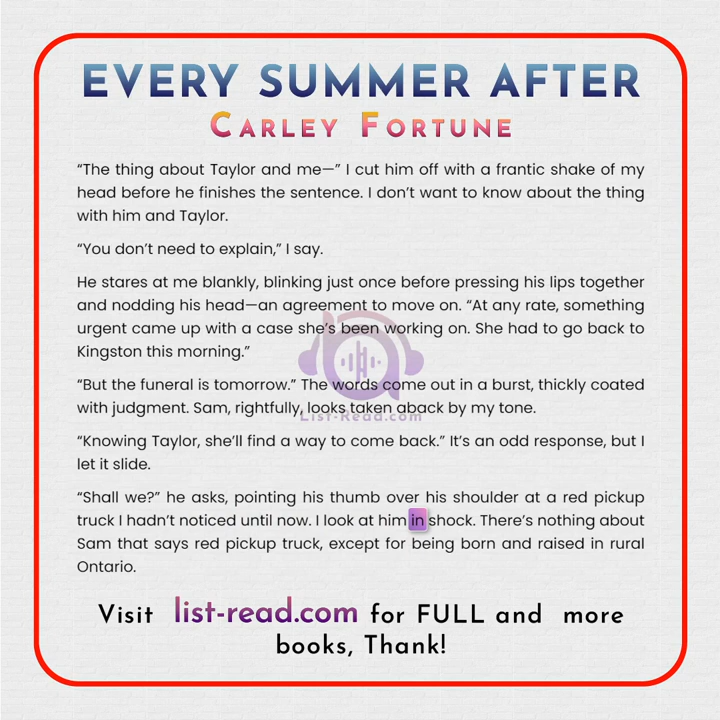 EVERY SUMMER AFTER
CARLEY FORTUNE
“The thing about Taylor and me—” I cut him off with a frantic shake of my
head before he finishes the sentence. I don’t want to know about the thing
with him and Taylor.
“You don’t need to explain,” I say.
He stares at me blankly, blinking just once before pressing his lips together
and nodding his head—an agreement to move on. “At any rate, something
urgent came up with a case she’s been working on. She had to go back to
Kingston this morning.”
“But the funeral is tomorrow.” The words come out in a burst, thickly coated
with judgment. Sam, rightfully, looks taken aback by my tone.
List-Read.com
“Knowing Taylor, she’ll find a way to come back.” It’s an odd response, but I
let it slide.
“Shall we?” he asks, pointing his thumb over his shoulder at a red pickup
truck I hadn’t noticed until now. I look at him in shock. There’s nothing about
Sam that says red pickup truck, except for being born and raised in rural
Ontario.
Visit list-read.com for FULL and more
books, Thank!